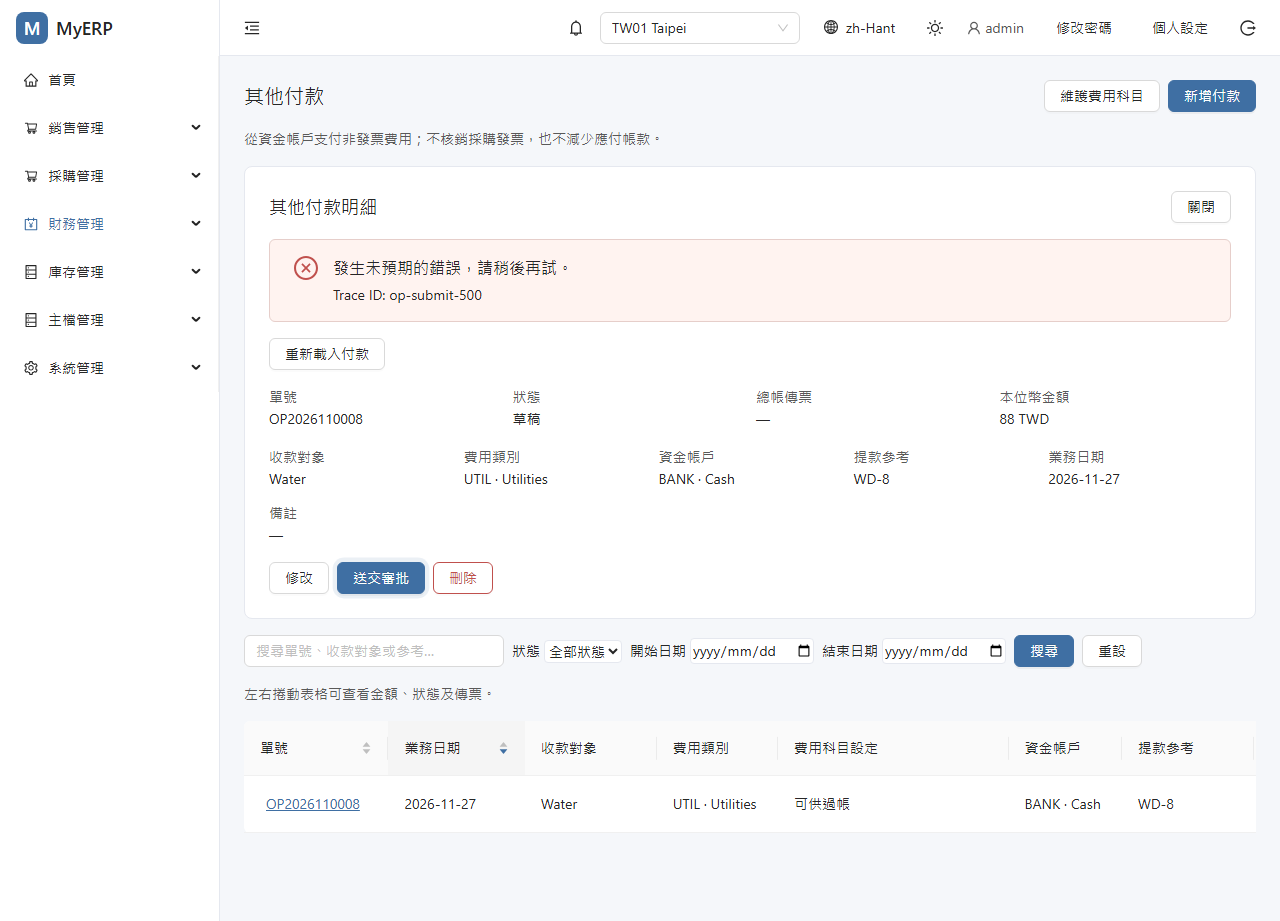 M MyERP
TW01 Taipei
zh-Hant
admin
修改密碼
個人設定
首頁
銷售管理
採購管理
財務管理
庫存管理
主檔管理
系統管理
其他付款
維護費用科目
新增付款
從資金帳戶支付非發票費用；不核銷採購發票，也不減少應付帳款。
其他付款明細
關閉
發生未預期的錯誤，請稍後再試。
Trace ID: op-submit-500
重新載入付款
單號 狀態 總帳傳票 本位幣金額
OP2026110008 草稿 — 88 TWD
收款對象 費用類別 資金帳戶 提款參考 業務日期
Water UTIL · Utilities BANK · Cash WD-8 2026-11-27
備註
—
修改 送交審批 刪除
搜尋單號、收款對象或參考... 狀態 全部狀態 開始日期 yyyy/mm/dd 結束日期 yyyy/mm/dd 搜尋 重設
左右捲動表格可查看金額、狀態及傳票。
單號 業務日期 收款對象 費用類別 費用科目設定 資金帳戶 提款參考
OP2026110008 2026-11-27 Water UTIL · Utilities 可供過帳 BANK · Cash WD-8